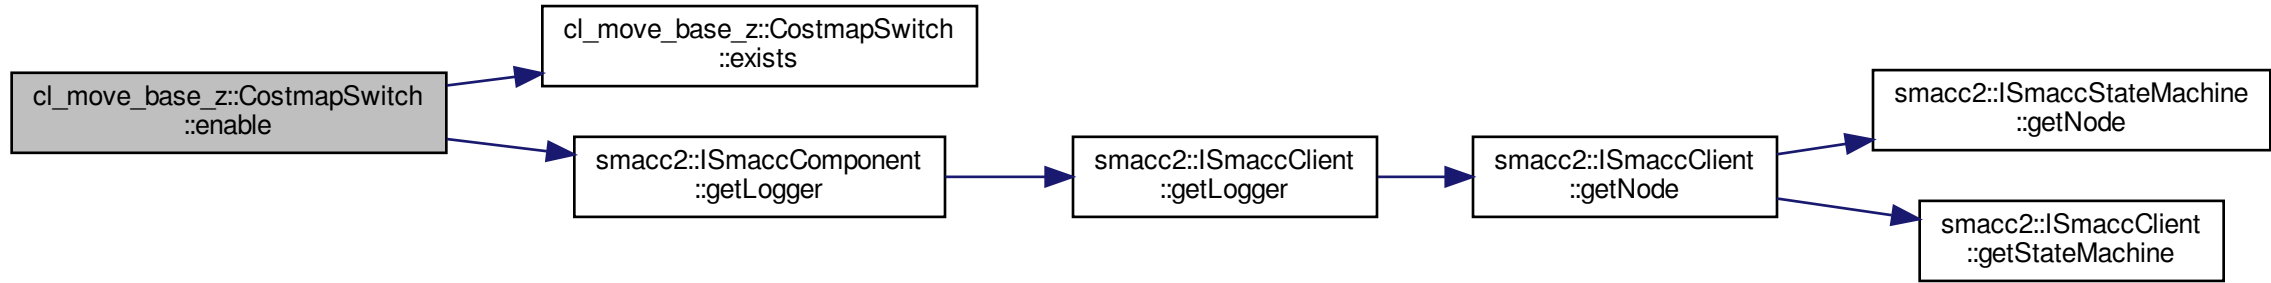 cl_move_base_z::CostmapSwitch
::enable
cl_move_base_z::CostmapSwitch
::exists
smacc2::ISmaccComponent
::getLogger
smacc2::ISmaccClient
::getLogger
smacc2::ISmaccClient
::getNode
smacc2::ISmaccStateMachine
::getNode
smacc2::ISmaccClient
::getStateMachine